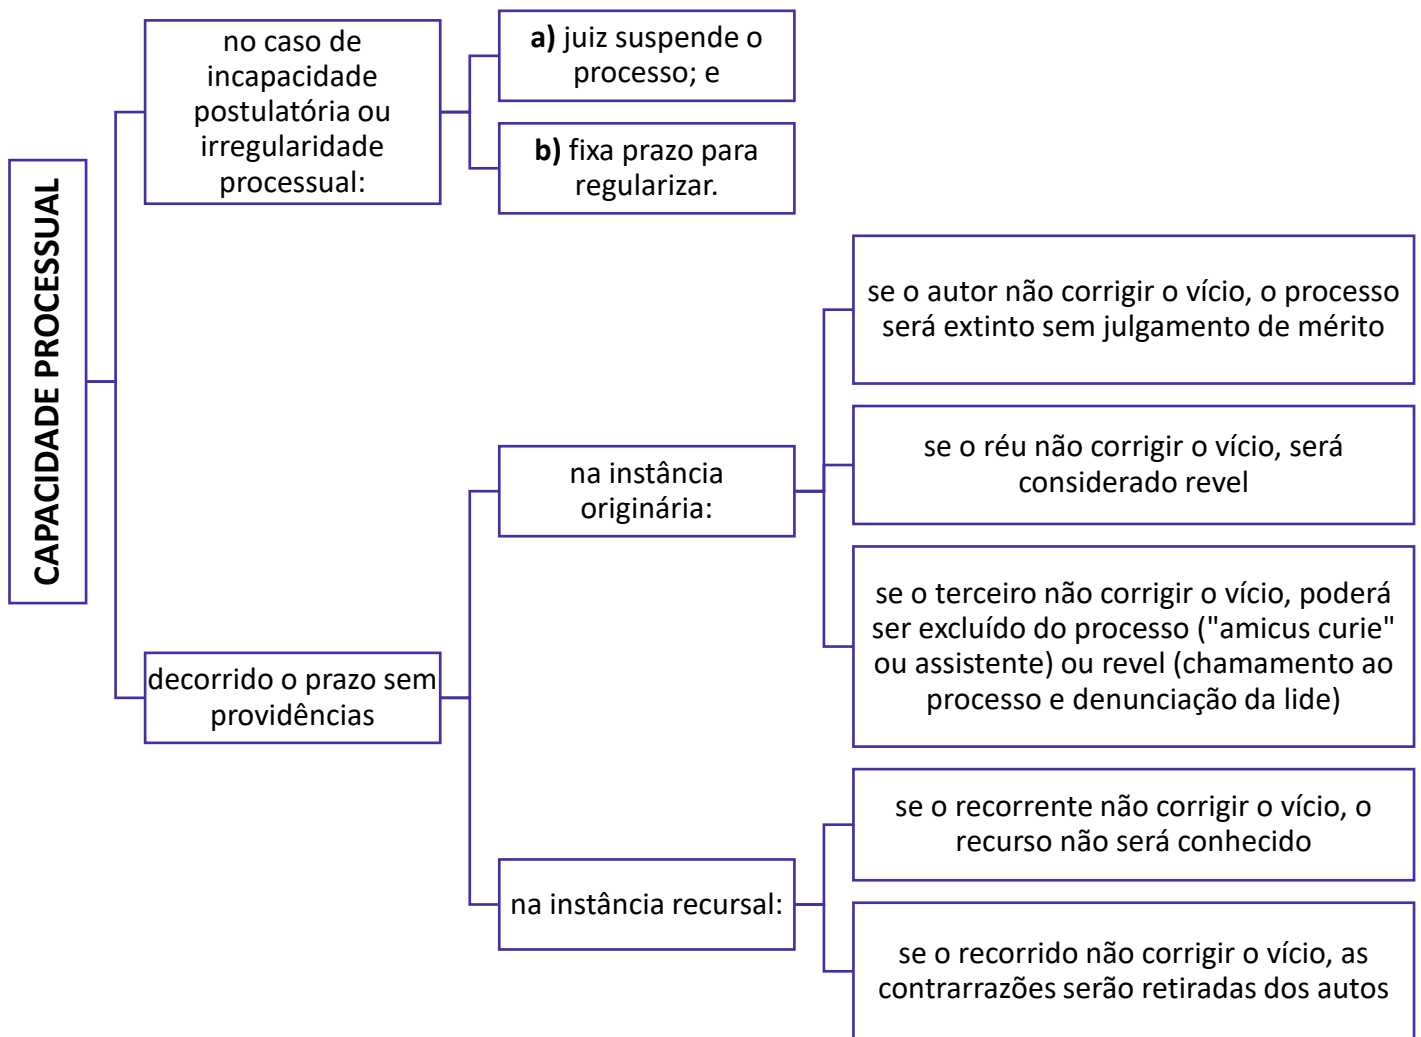 CAPACIDADE PROCESSUAL
no caso de
incapacidade
postulatória ou
irregularidade
processual:
a) juiz suspende o
processo; e
b) fixa prazo para
regularizar.
decorrido o prazo sem
providências
na instância
originária:
se o autor não corrigir o vício, o processo
será extinto sem julgamento de mérito
se o réu não corrigir o vício, será
considerado revel
se o terceiro não corrigir o vício, poderá
ser excluído do processo ("amicus curie"
ou assistente) ou revel (chamamento ao
processo e denunciação da lide)
na instância recursal:
se o recorrente não corrigir o vício, o
recurso não será conhecido
se o recorrido não corrigir o vício, as
contrarrazões serão retiradas dos autos